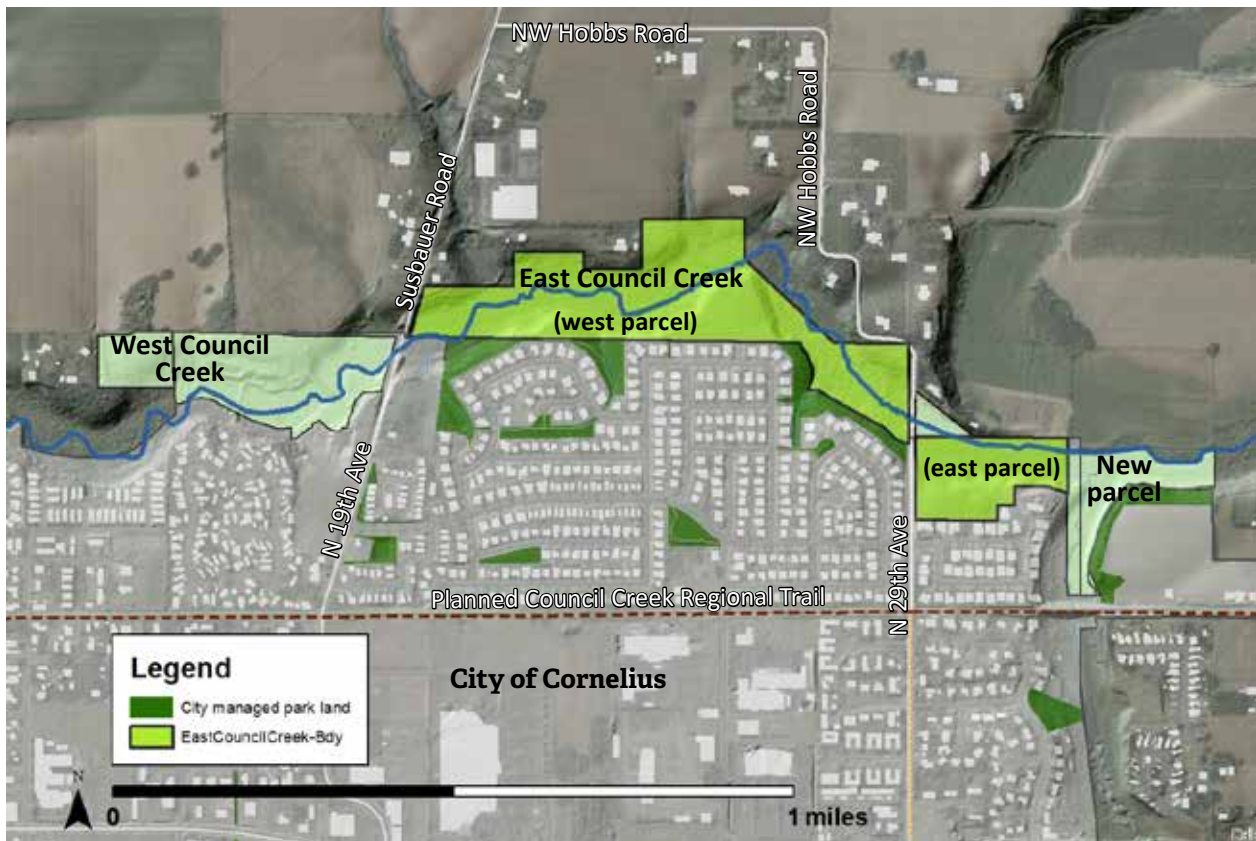 NW Hobbs Road
NW Hobbs Road
Susbauer Road
East Council Creek
(west parcel)
West Council
Creek
(east parcel)
New
parcel
N 19th Ave
N 29th Ave
Planned Council Creek Regional Trail
City of Cornelius
Legend
City managed park land
EastCouncilCreek-Bdy
N
0
1 miles